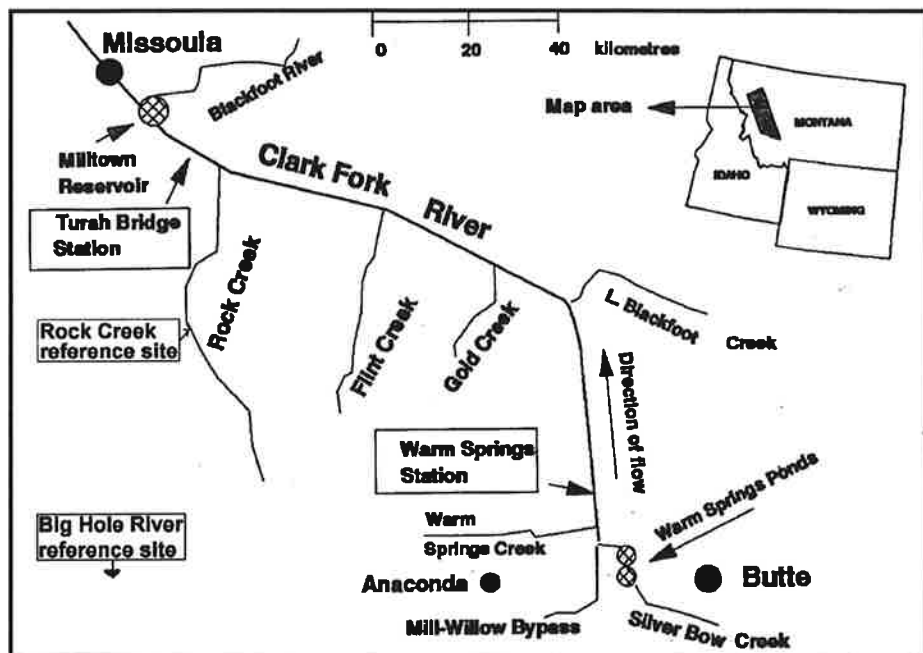 Missoula
0 20 40 kilometres
Blackfoot River
Map area
MONTANA
IDAHO
WYOMING
Milltown
Reservoir
Clark Fork
River
Turah Bridge
Station
Rock Creek
Rock Creek
reference site
Flint Creek
Gold Creek
L. Blackfoot
Creek
Direction of flow
Warm Springs
Station
Warm Springs Ponds
Big Hole River
reference site
Warm
Springs Creek
Anaconda
Butte
Mill-Willow Bypass
Silver Bow Creek